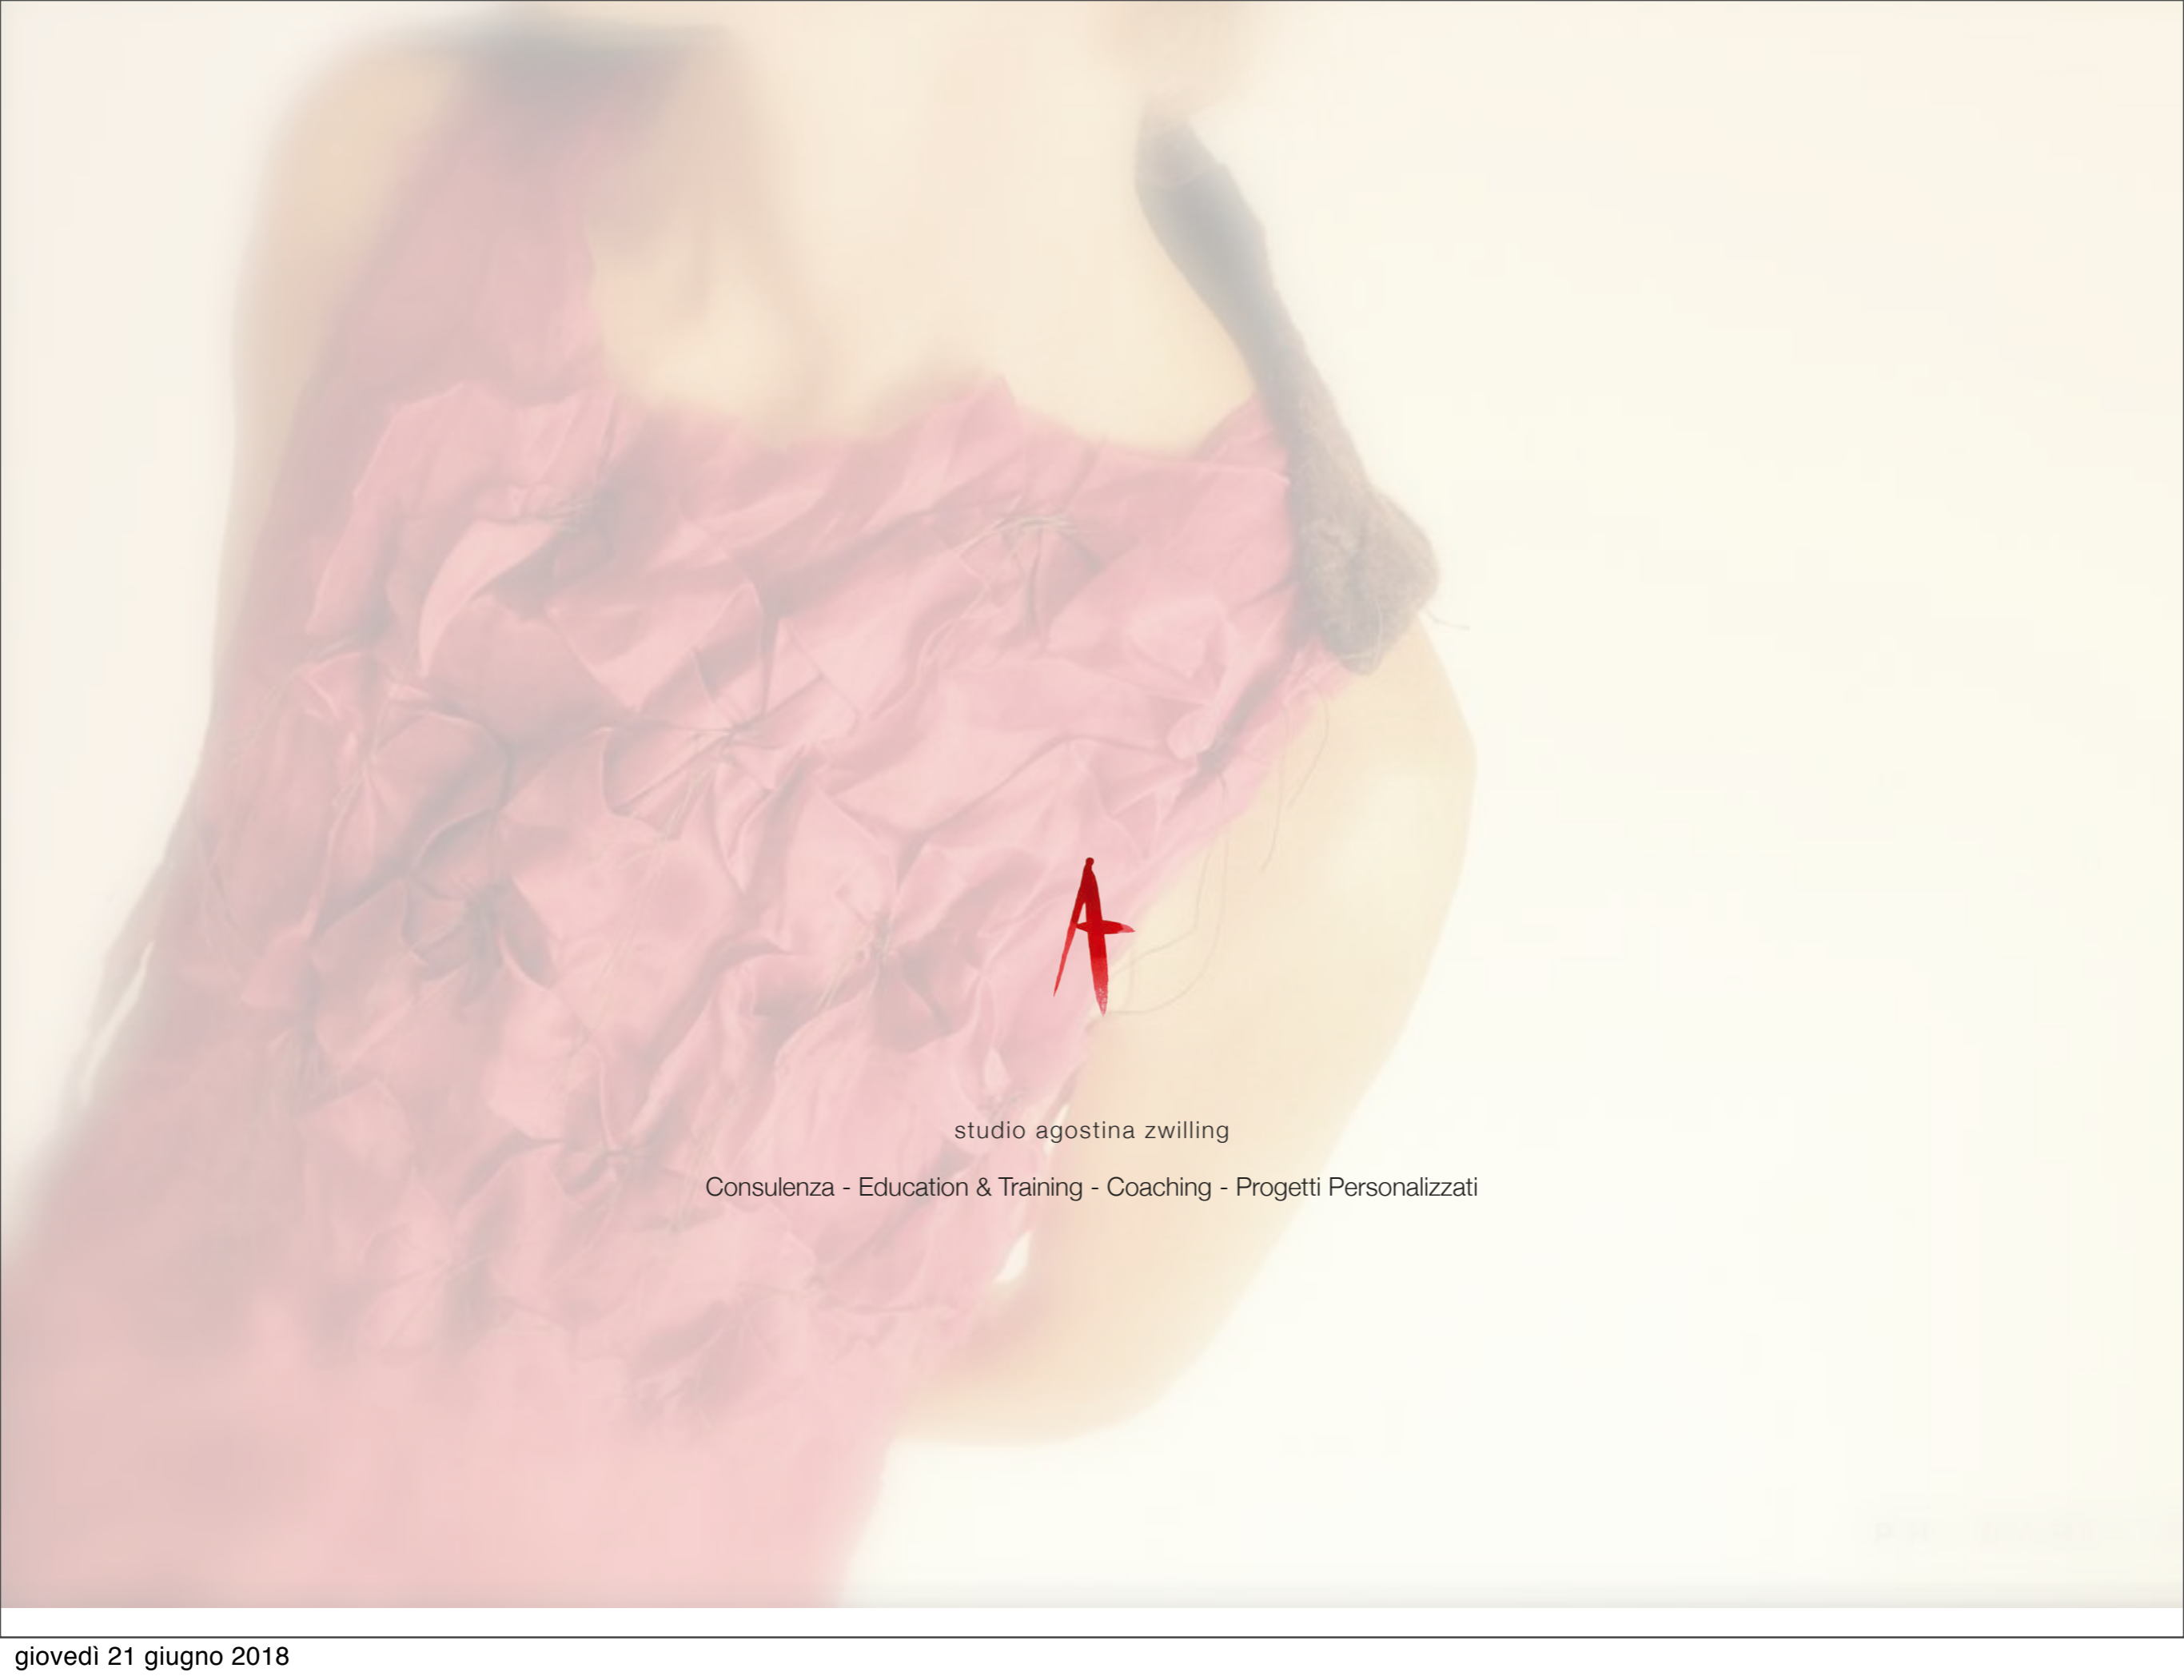 A
studio agostina zwilling
Consulenza - Education & Training - Coaching - Progetti Personalizzati
giovedì 21 giugno 2018